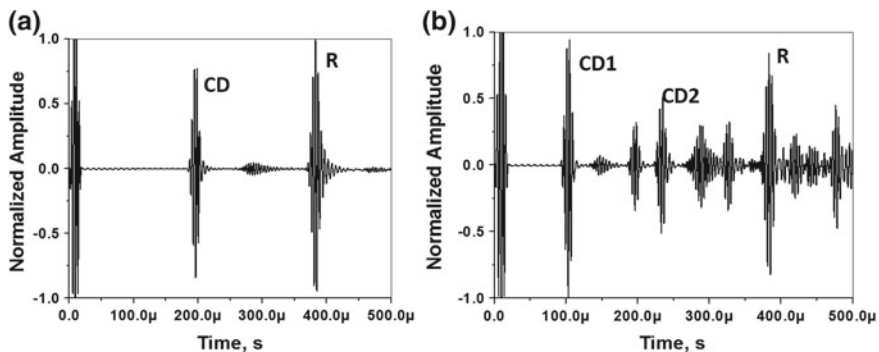 (a)
1.0
0.5
0.0
-0.5
-1.0
Normalized Amplitude
CD
R
0.0
100.0μ
200.0μ
300.0μ
400.0μ
500.0μ
Time, s
(b)
1.0
0.5
0.0
-0.5
-1.0
Normalized Amplitude
CD1
CD2
R
0.0
100.0μ
200.0μ
300.0μ
400.0μ
500.0μ
Time, s